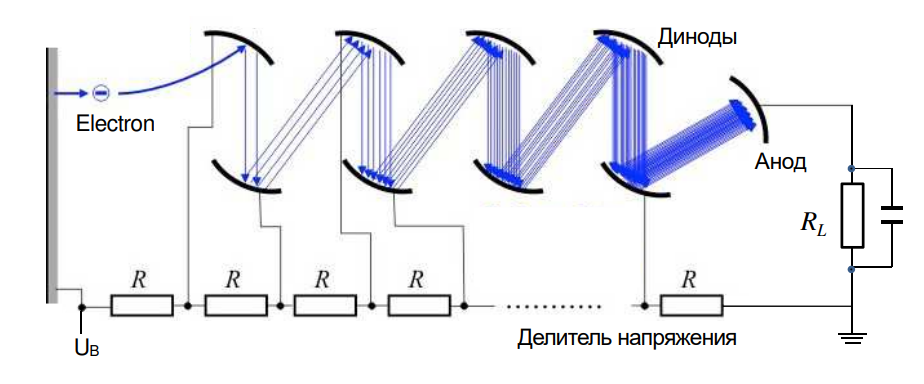 Диноды
Electron
Анод
R_L
R R R R R
U_B
Делитель напряжения